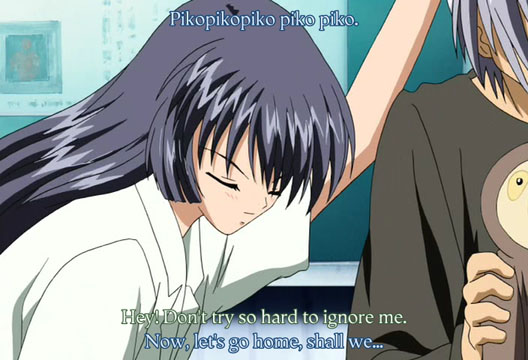 Pikopikopiko piko piko.
Hey! Don't try so hard to ignore me.
Now, let's go home, shall we...